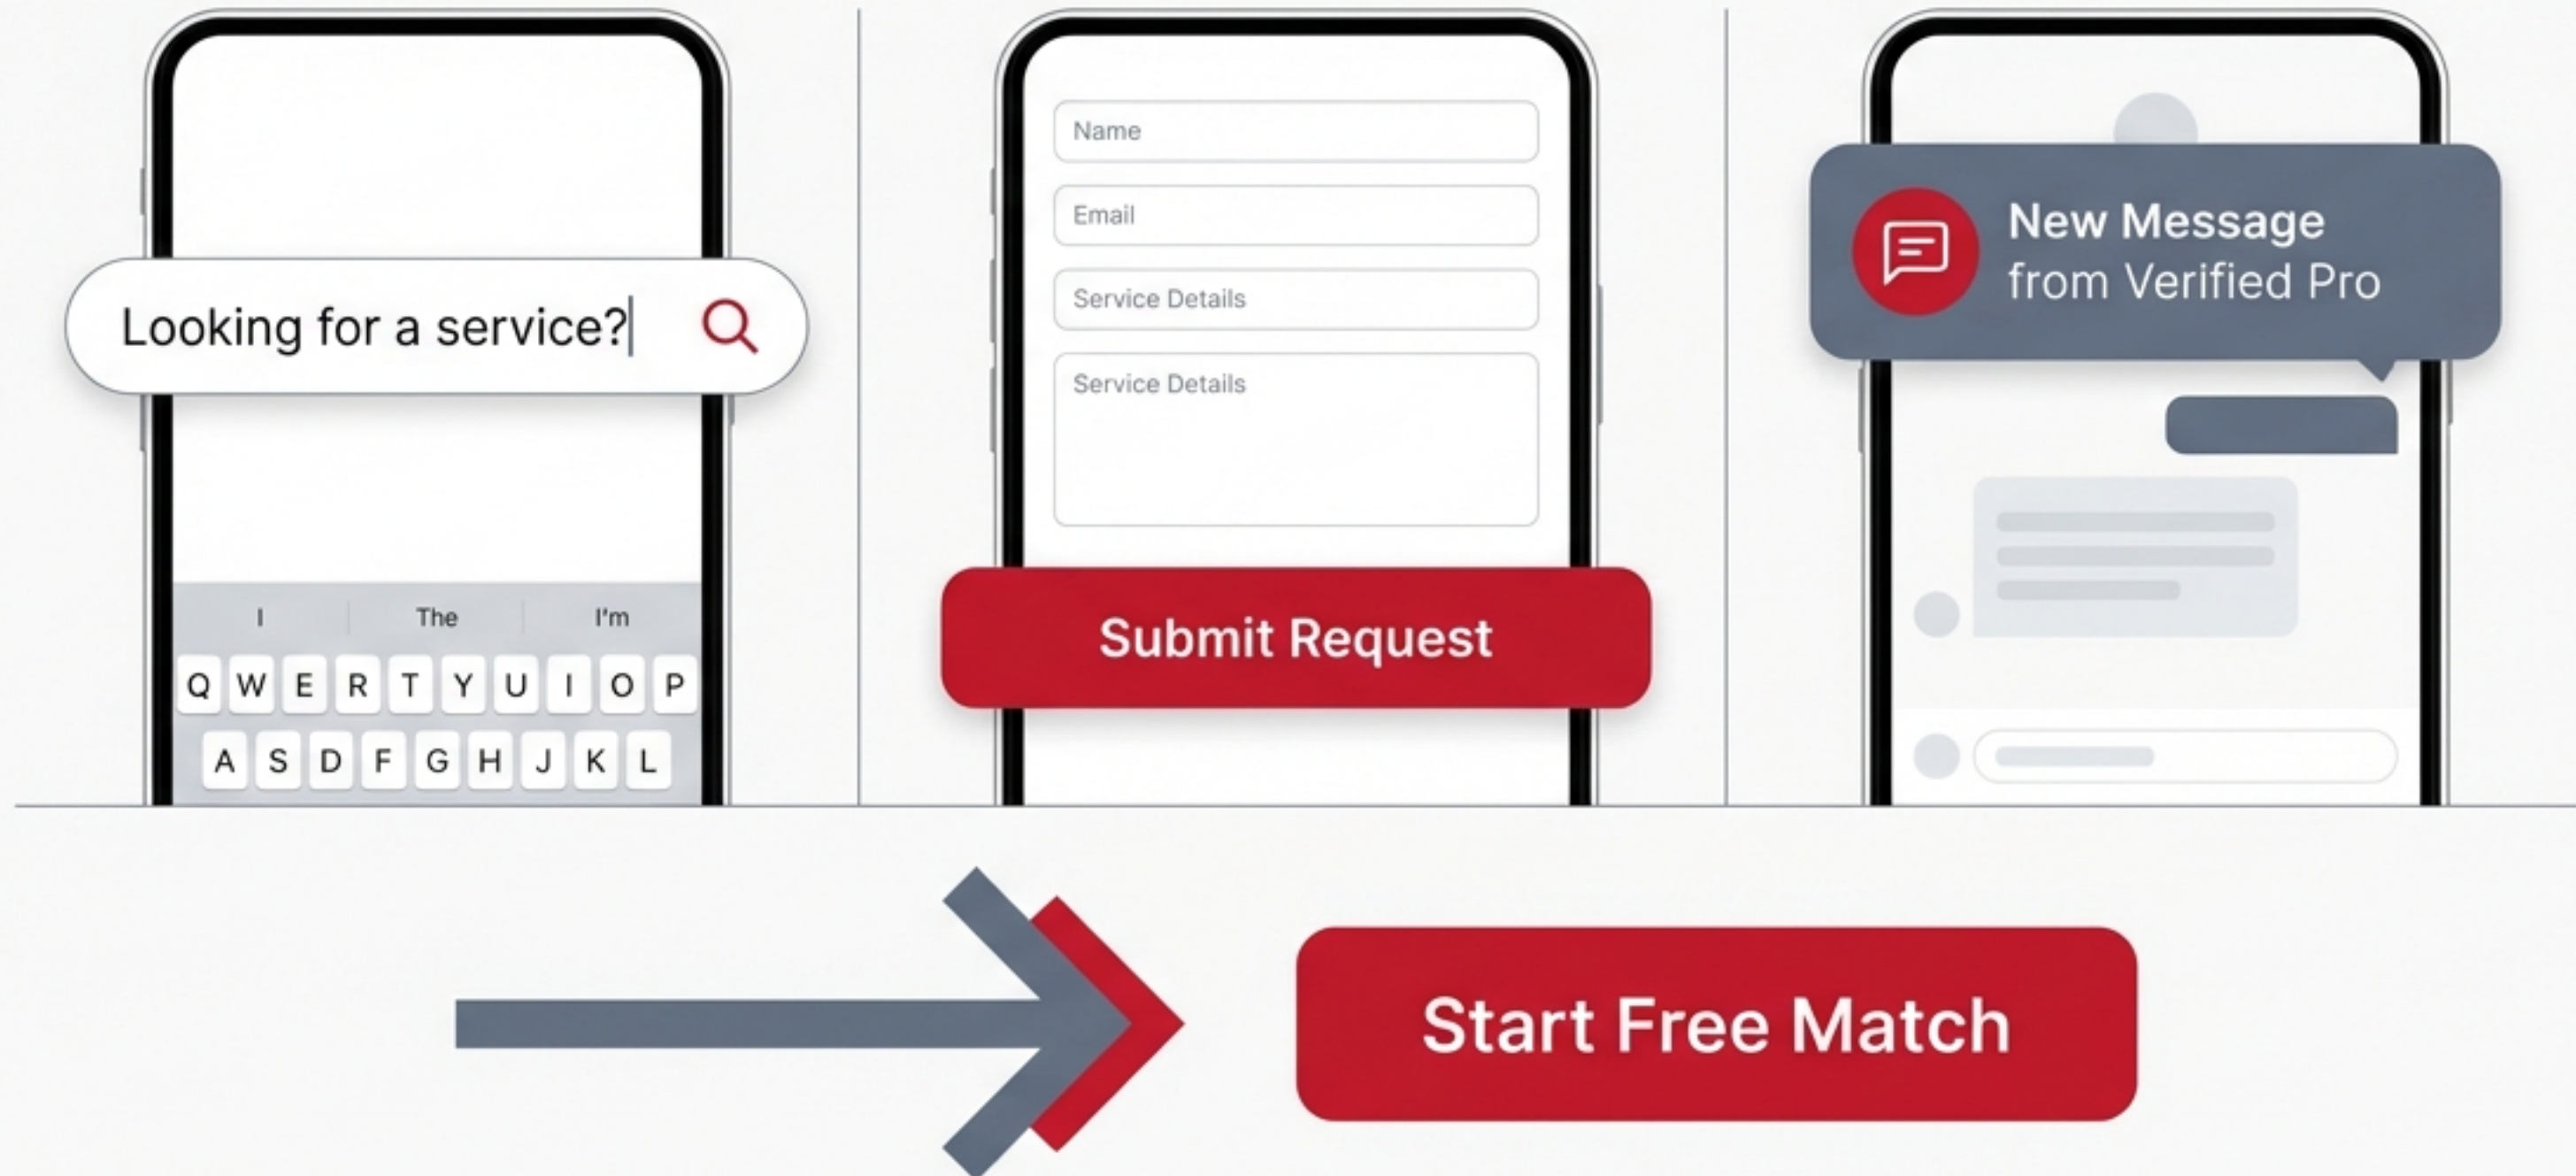 Looking for a service?
I The I'm
Q W E R T Y U I O P
A S D F G H J K L
Name
Email
Service Details
Service Details
Submit Request
New Message
from Verified Pro
Start Free Match